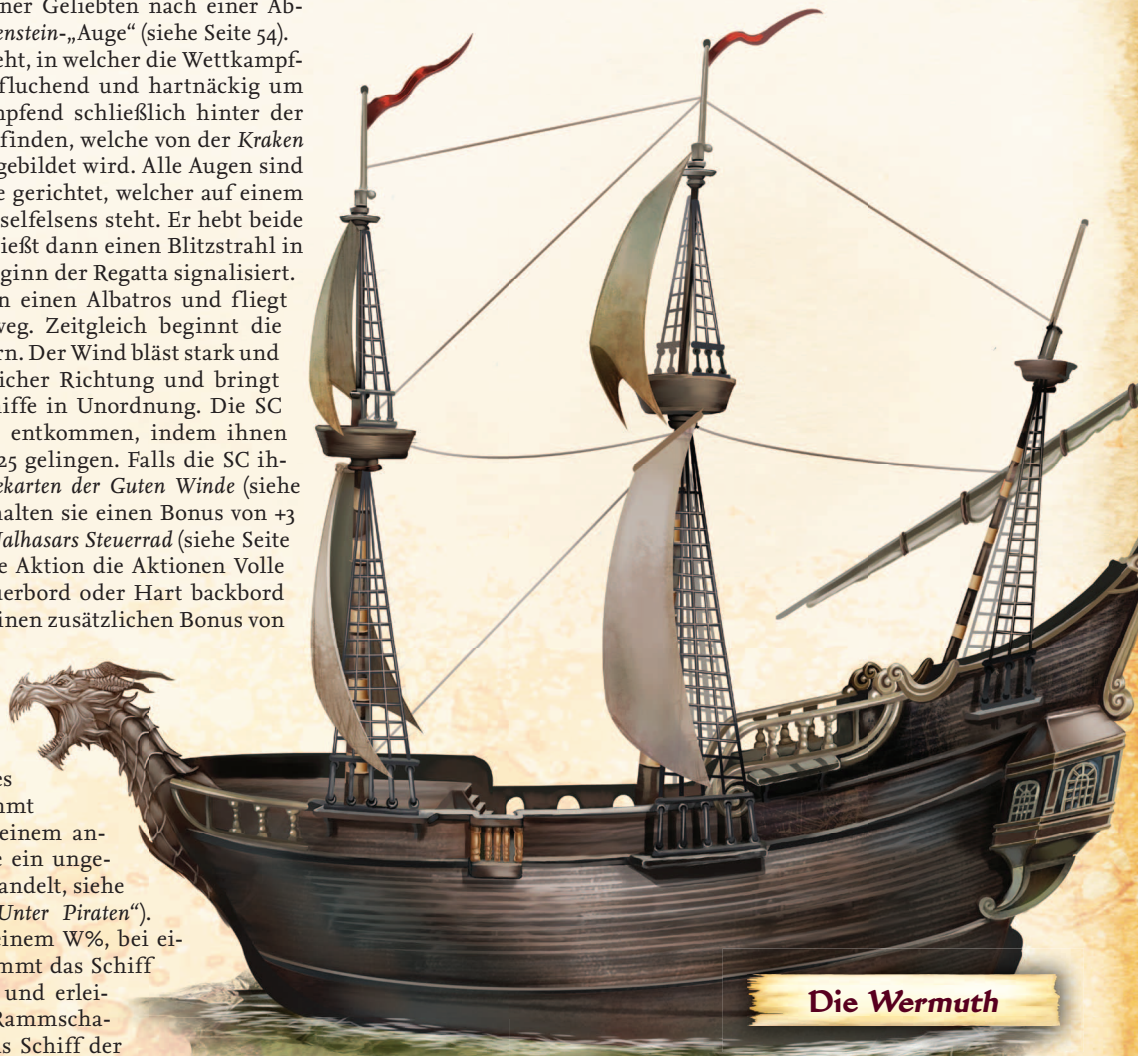 ner Geliebten nach einer Ab-
enstein-„Auge“ (siehe Seite 54).
eht, in welcher die Wettkampf-
fluchend und hartnäckig um
mpfend schließlich hinter der
finden, welche von der Kraken
gebildet wird. Alle Augen sind
e gerichtet, welcher auf einem
selfelsens steht. Er hebt beide
ießt dann einen Blitzstrahl in
ginn der Regatta signalisiert.
n einen Albatros und fliegt
weg. Zeitgleich beginnt die
rn. Der Wind bläst stark und
icher Richtung und bringt
iffe in Unordnung. Die SC
entkommen, indem ihnen
25 gelingen. Falls die SC ih-
ekarten der Guten Winde (siehe
halten sie einen Bonus von +3
Jalhasars Steuerrad (siehe Seite
e Aktion die Aktionen Volle
uerbord oder Hart backbord
inen zusätzlichen Bonus von
es
mmt
einem an-
e ein unge-
andelt, siehe
Unter Piraten“).
einem W%, bei ei-
mmt das Schiff
und erlei-
Rammscha-
as Schiff der
Die Wermuth